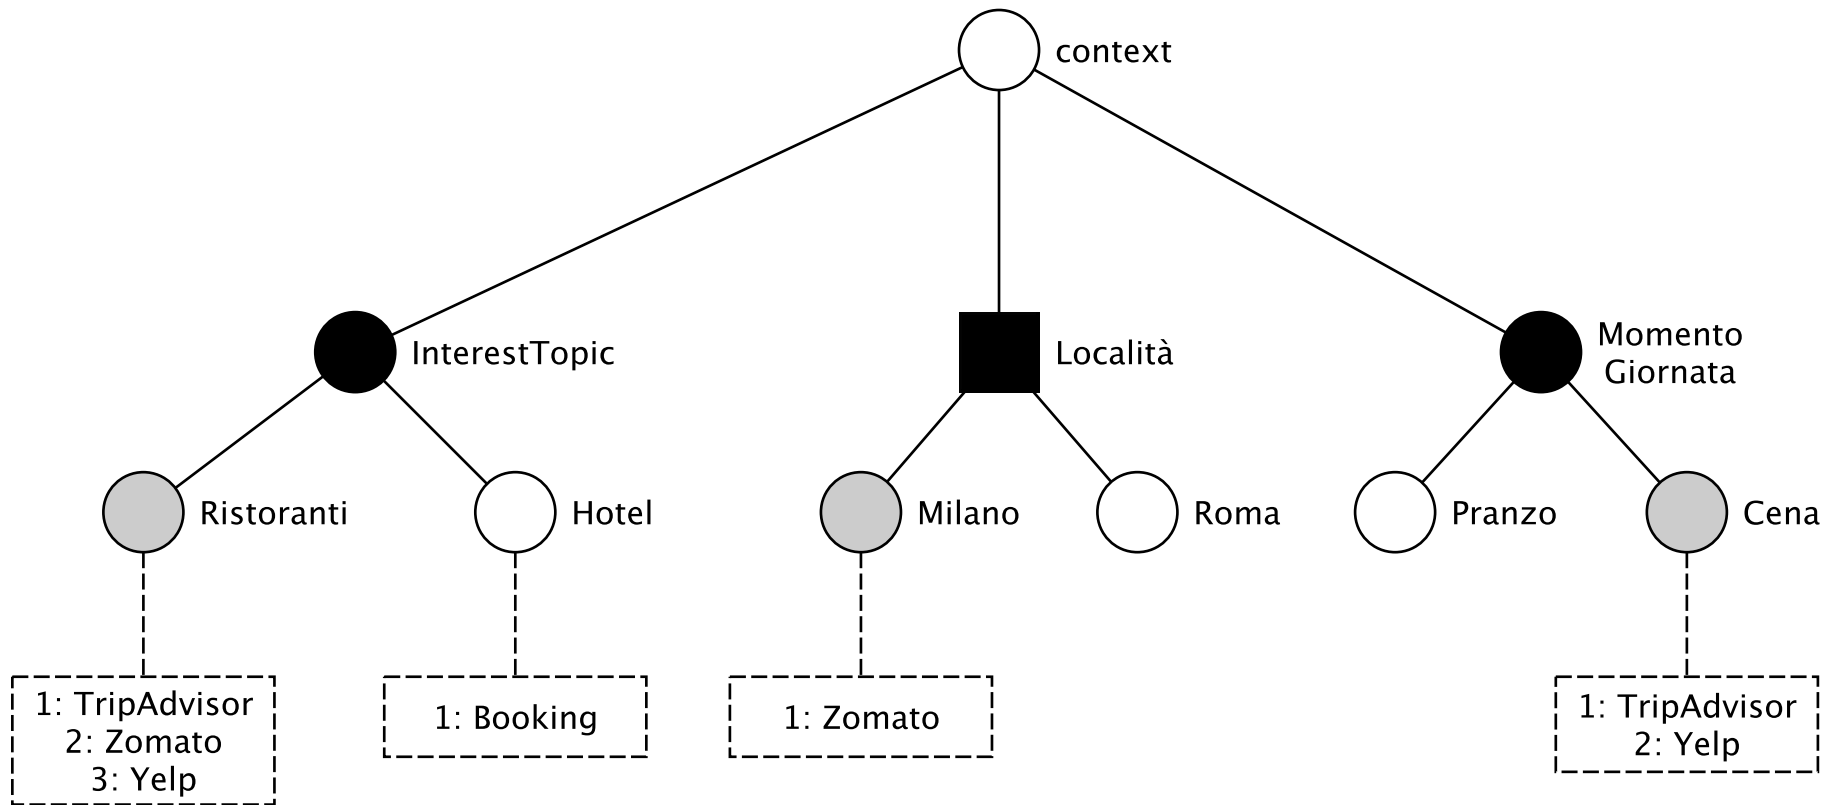 context
InterestTopic
Località
Momento
Giornata
Ristoranti
Hotel
Milano
Roma
Pranzo
Cena
1: TripAdvisor
2: Zomato
3: Yelp
1: Booking
1: Zomato
1: TripAdvisor
2: Yelp